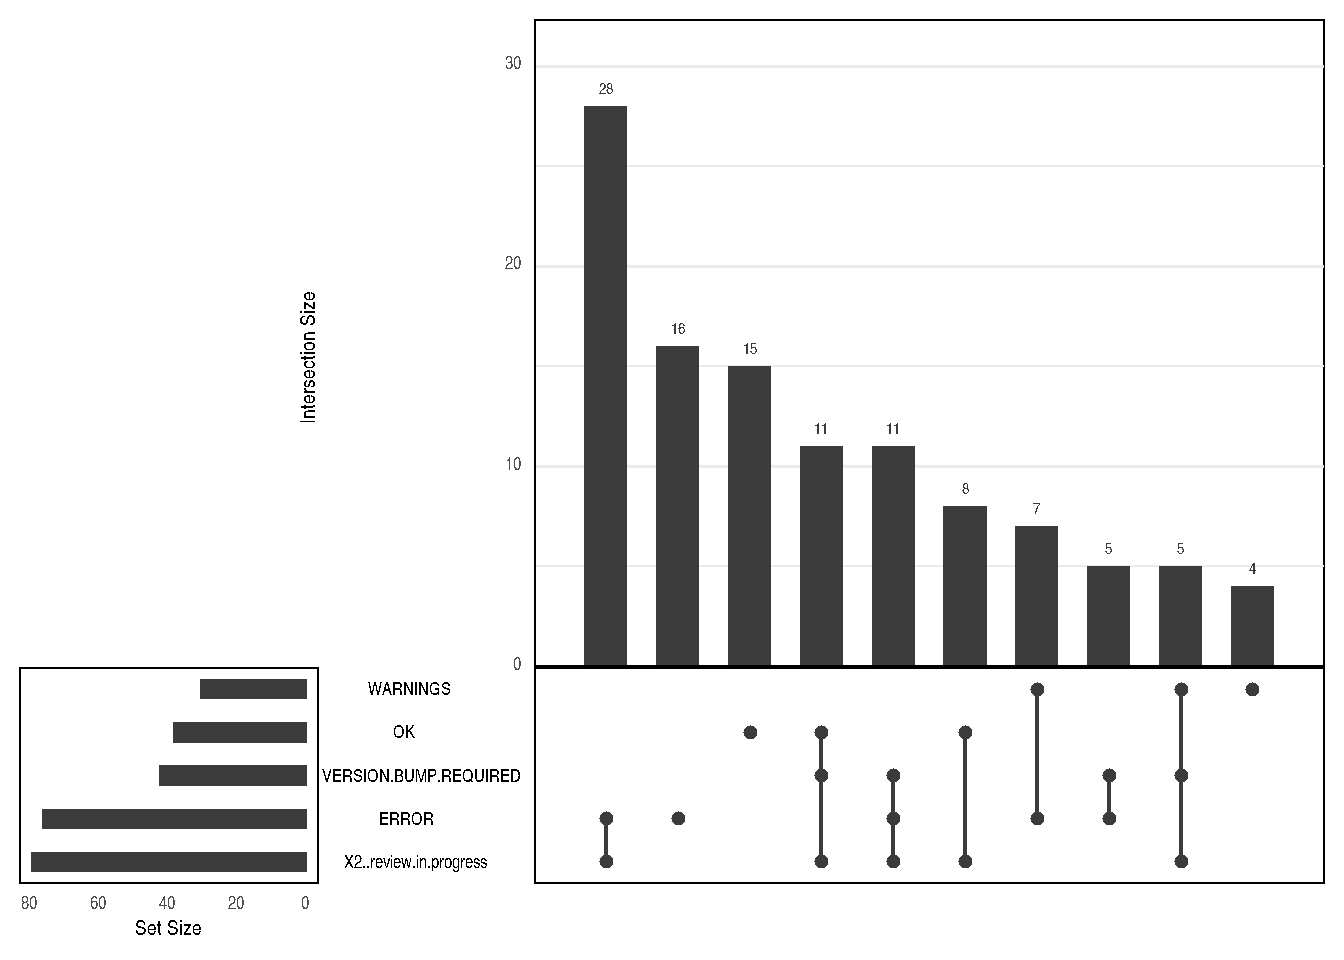 30
28
20
16
15
Intersection Size
11
11
10
8
7
5
5
4
0
WARNINGS
OK
VERSION.BUMP.REQUIRED
ERROR
X2..review.in.progress
80 60 40 20 0
Set Size